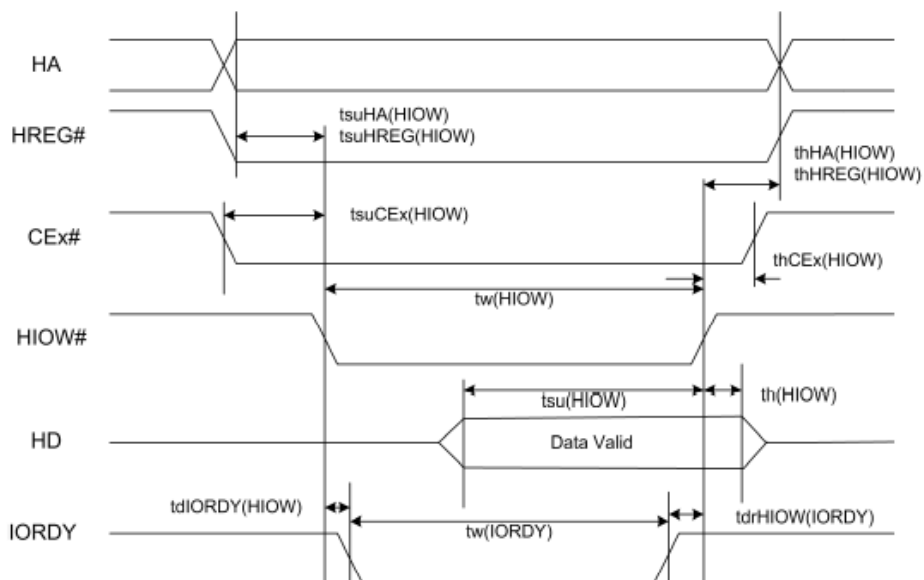 HA
tsuHA(HIOW)
HREG#
tsuHREG(HIOW)
thHA(HIOW)
thHREG(HIOW)
CEx#
tsuCEx(HIOW)
thCEx(HIOW)
tw(HIOW)
HIOW#
tsu(HIOW)
th(HIOW)
HD
Data Valid
tdIORDY(HIOW)
IORDY
tw(IORDY)
tdrHIOW(IORDY)